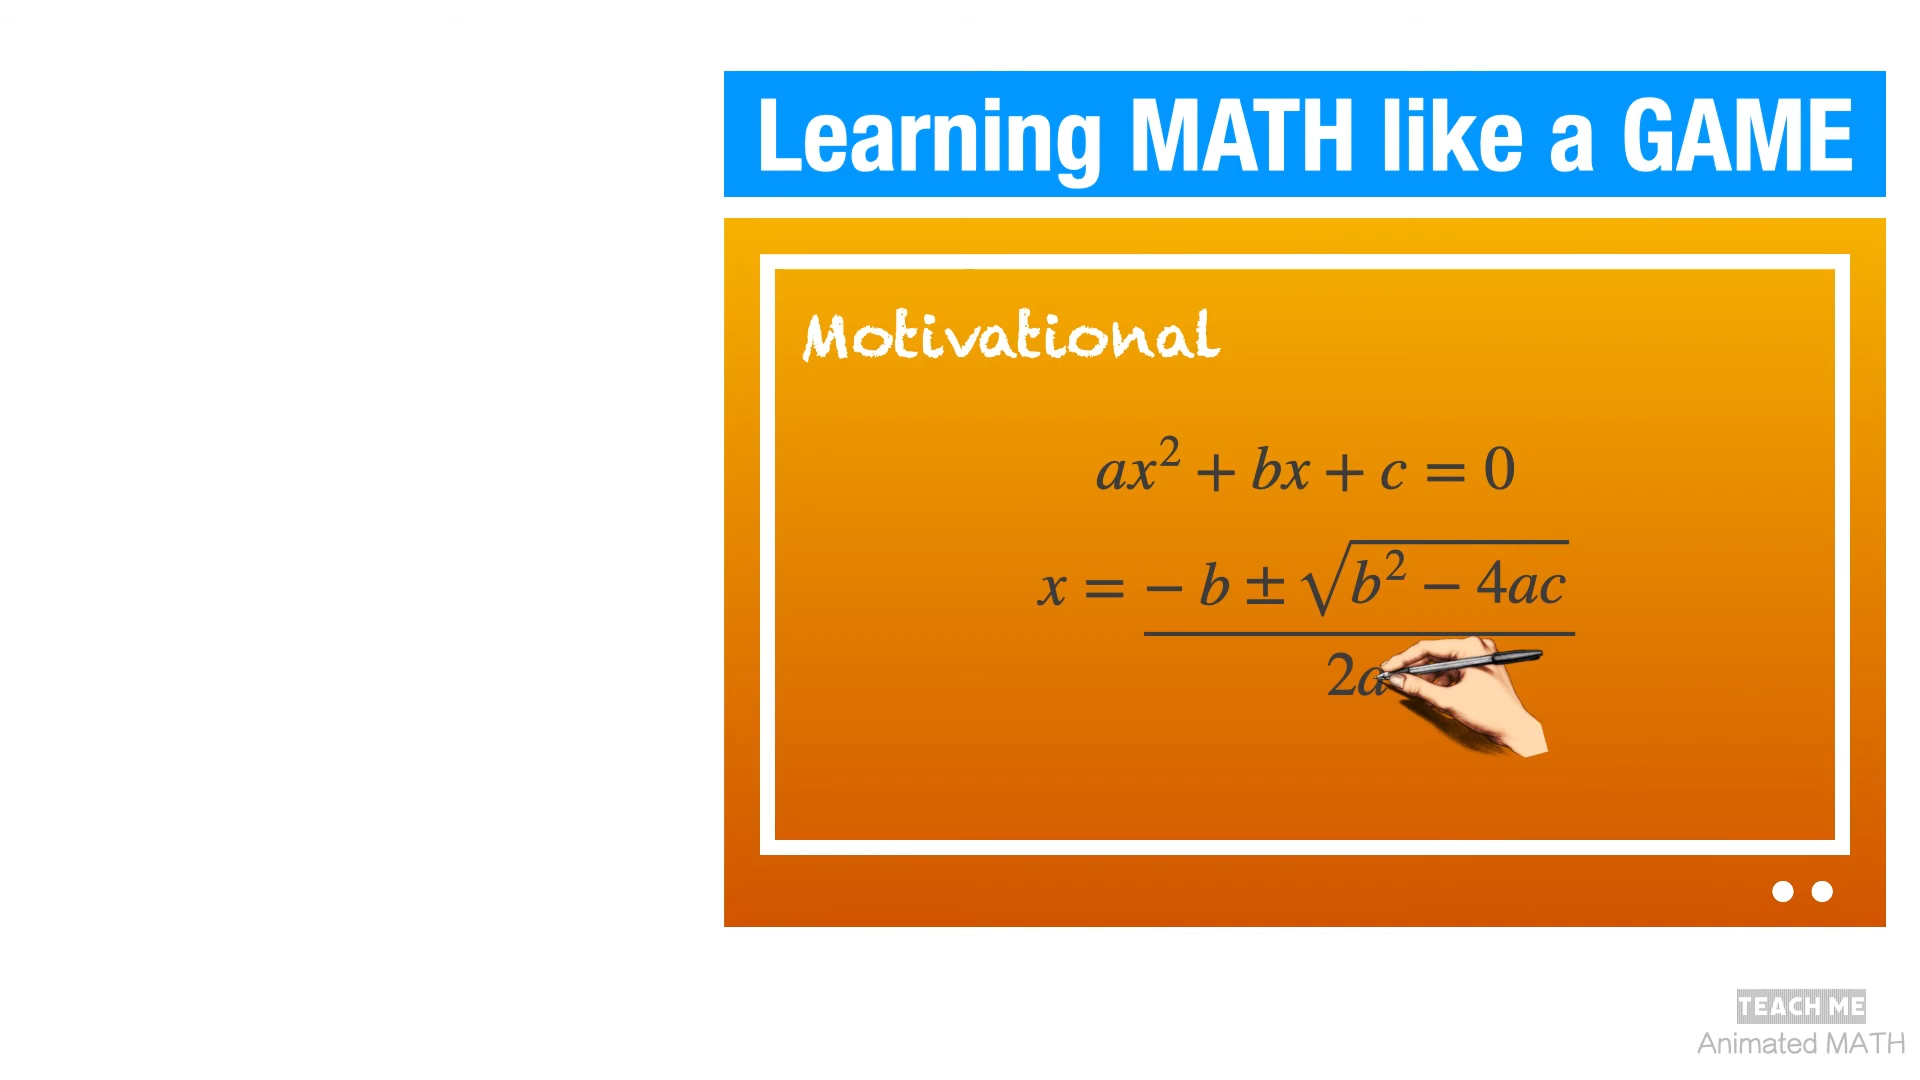 Learning MATH like a GAME
Motivational
ax² + bx + c = 0
x = − b ± √b² − 4ac
2a
TEACH ME
Animated MATH